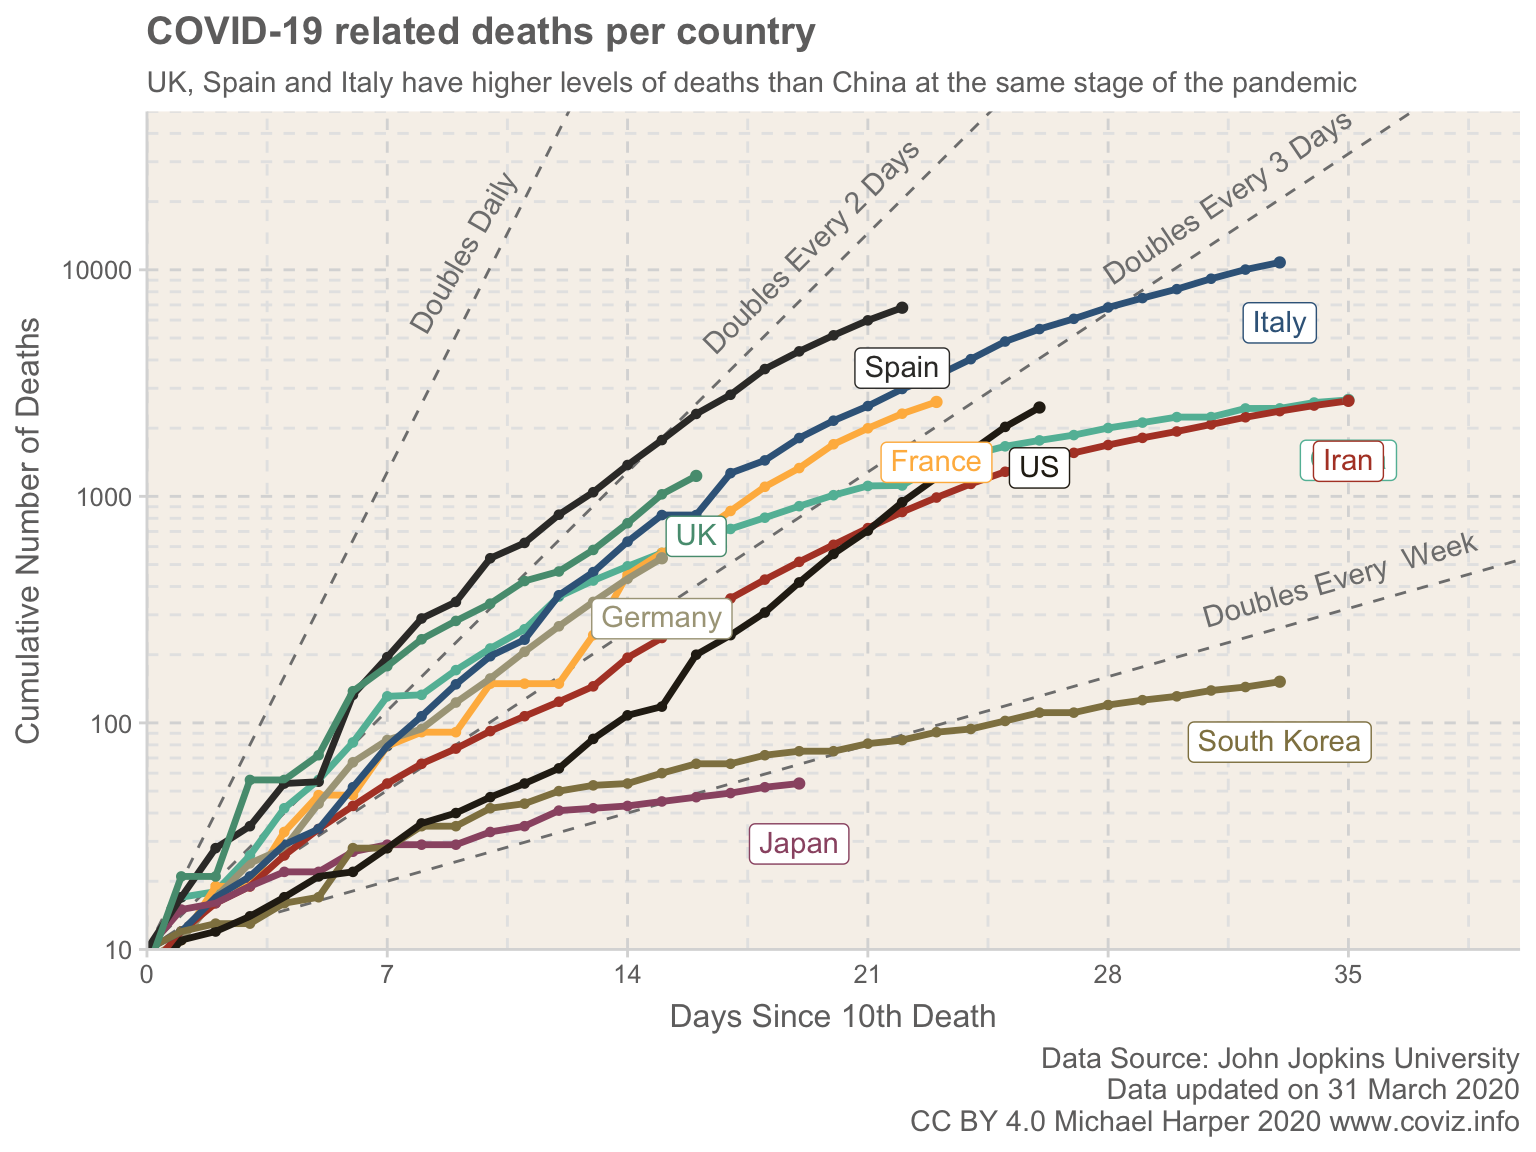 COVID-19 related deaths per country
UK, Spain and Italy have higher levels of deaths than China at the same stage of the pandemic
Doubles Daily
Doubles Every 2 Days
Doubles Every 3 Days
10000
Italy
Spain
France
US
Iran
1000
UK
Doubles Every  Week
Germany
100
South Korea
Japan
10
Cumulative Number of Deaths
0
7
14
21
28
35
Days Since 10th Death
Data Source: John Jopkins University
Data updated on 31 March 2020
CC BY 4.0 Michael Harper 2020 www.coviz.info